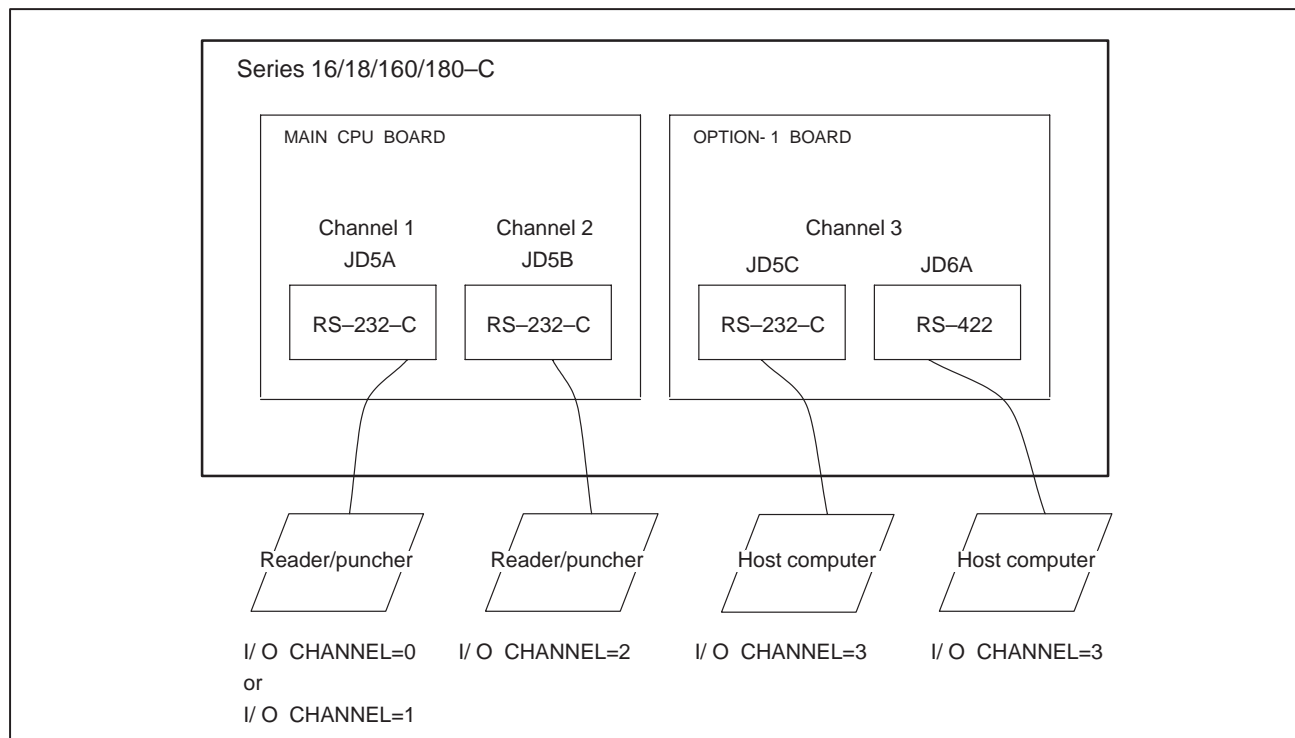 Series 16/18/160/180–C
MAIN CPU BOARD
OPTION-1 BOARD
Channel 1
Channel 2
Channel 3
JD5A
JD5B
JD5C
JD6A
RS–232–C
RS–232–C
RS–232–C
RS–422
Reader/puncher
Reader/puncher
Host computer
Host computer
I/O CHANNEL=0
or
I/O CHANNEL=1
I/O CHANNEL=2
I/O CHANNEL=3
I/O CHANNEL=3